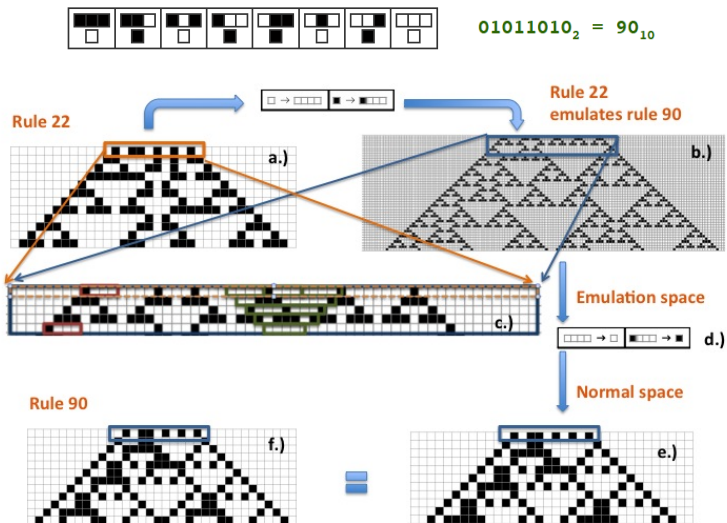 01011010₂ = 90₁₀
Rule 22
Rule 22
emulates rule 90
a.)
b.)
c.)
Emulation space
d.)
Normal space
Rule 90
f.)
e.)